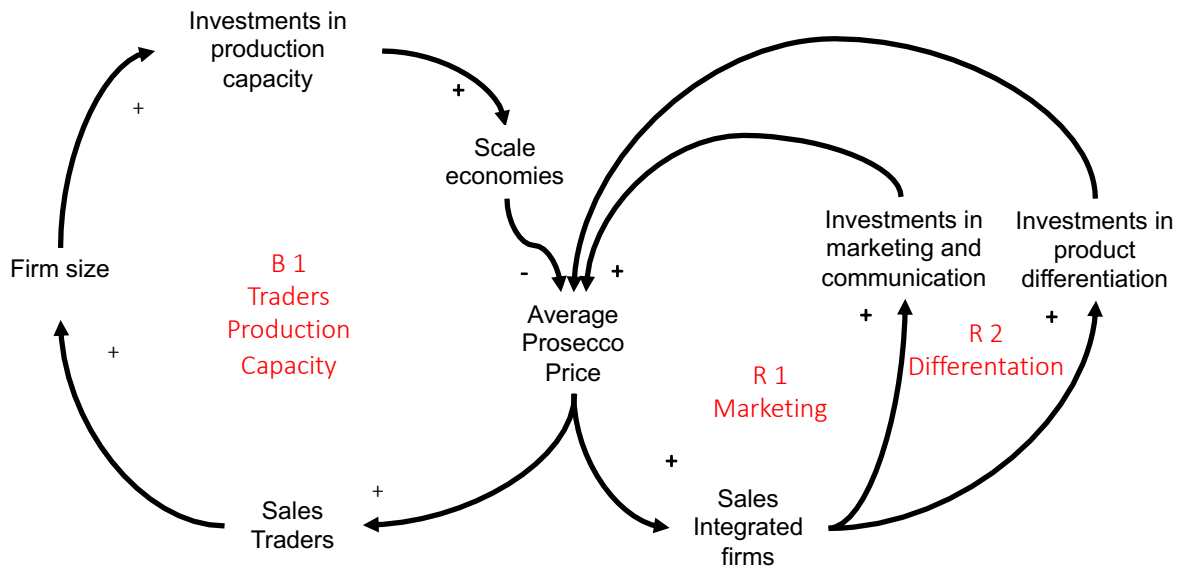 Investments in
production
capacity
+
+
Scale
economies
Firm size
B 1
Traders
Production
Capacity
-
+
Investments in
marketing and
communication
Investments in
product
differentiation
+
+
+
Average
Prosecco
Price
R 1
Marketing
R 2
Differentation
+
+
Sales
Traders
Sales
Integrated
firms